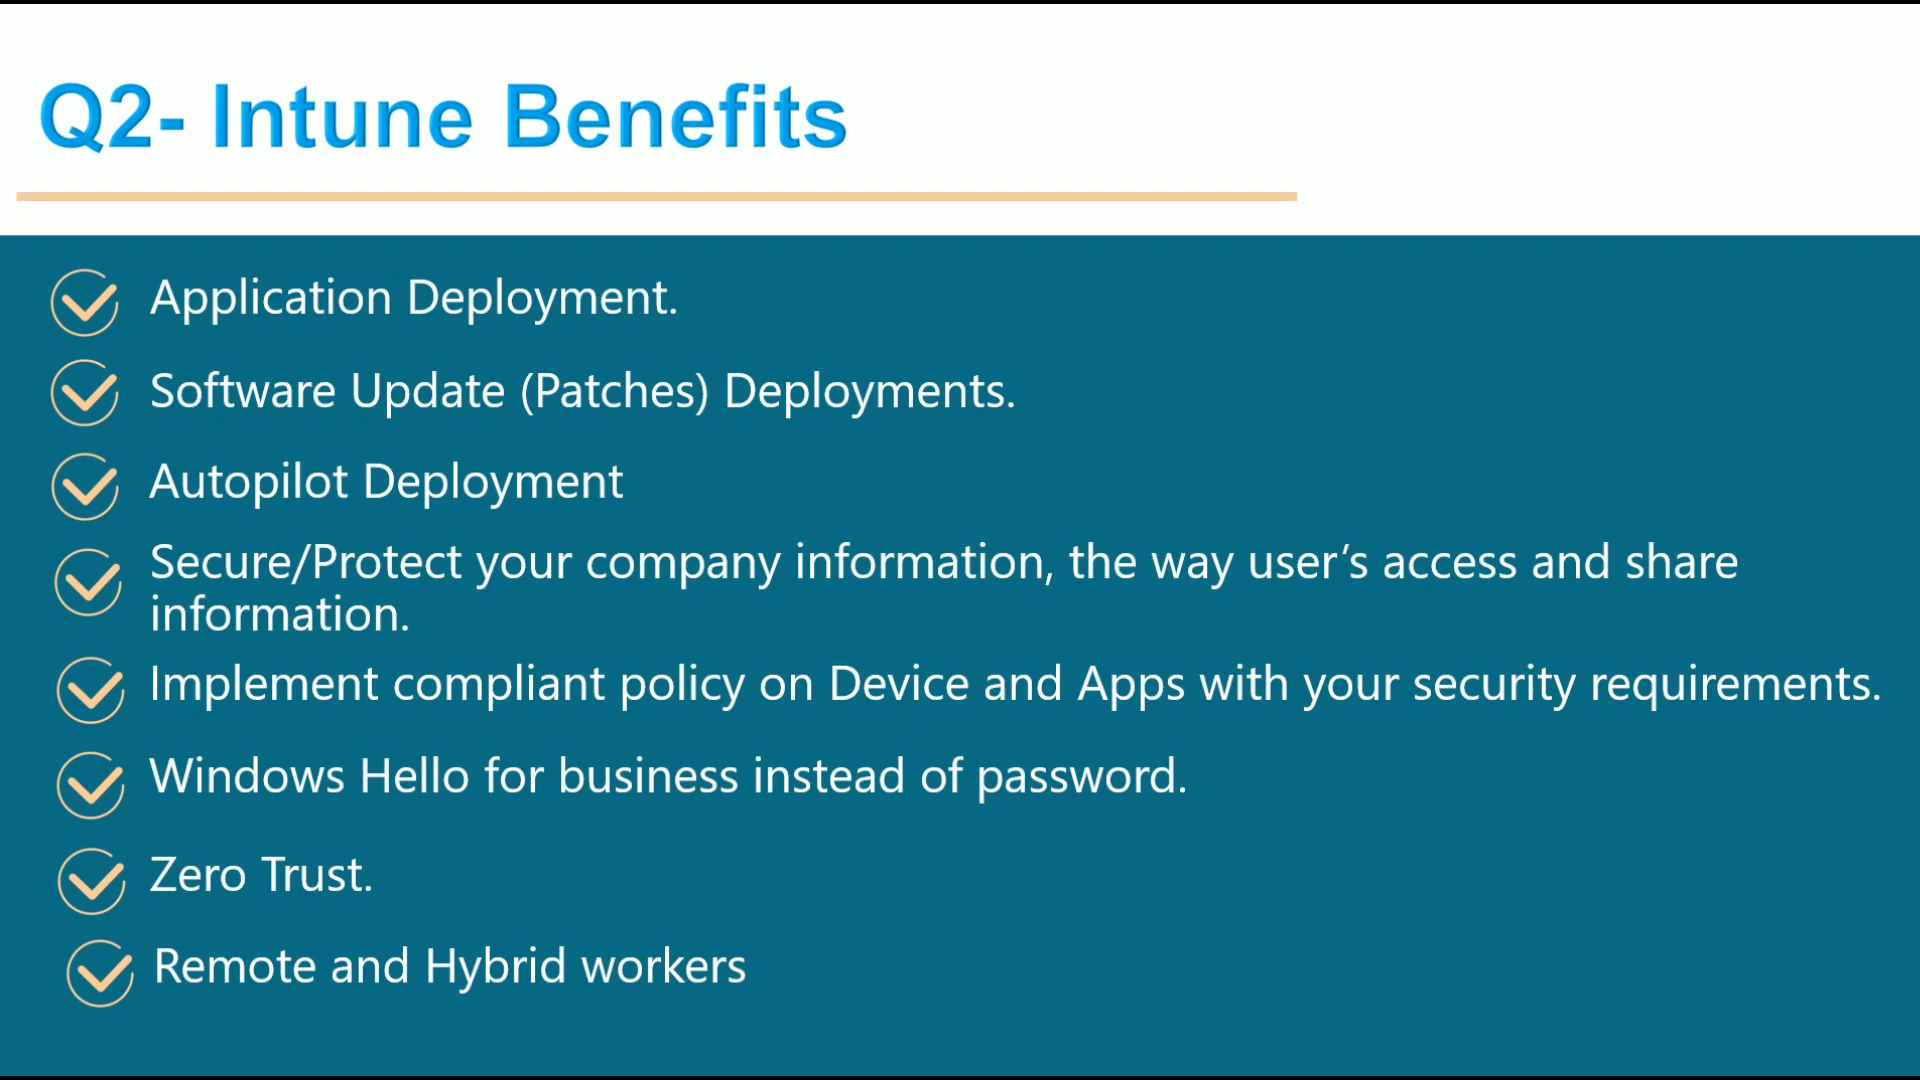 Q2- Intune Benefits
Application Deployment.
Software Update (Patches) Deployments.
Autopilot Deployment
Secure/Protect your company information, the way user’s access and share
information.
Implement compliant policy on Device and Apps with your security requirements.
Windows Hello for business instead of password.
Zero Trust.
Remote and Hybrid workers